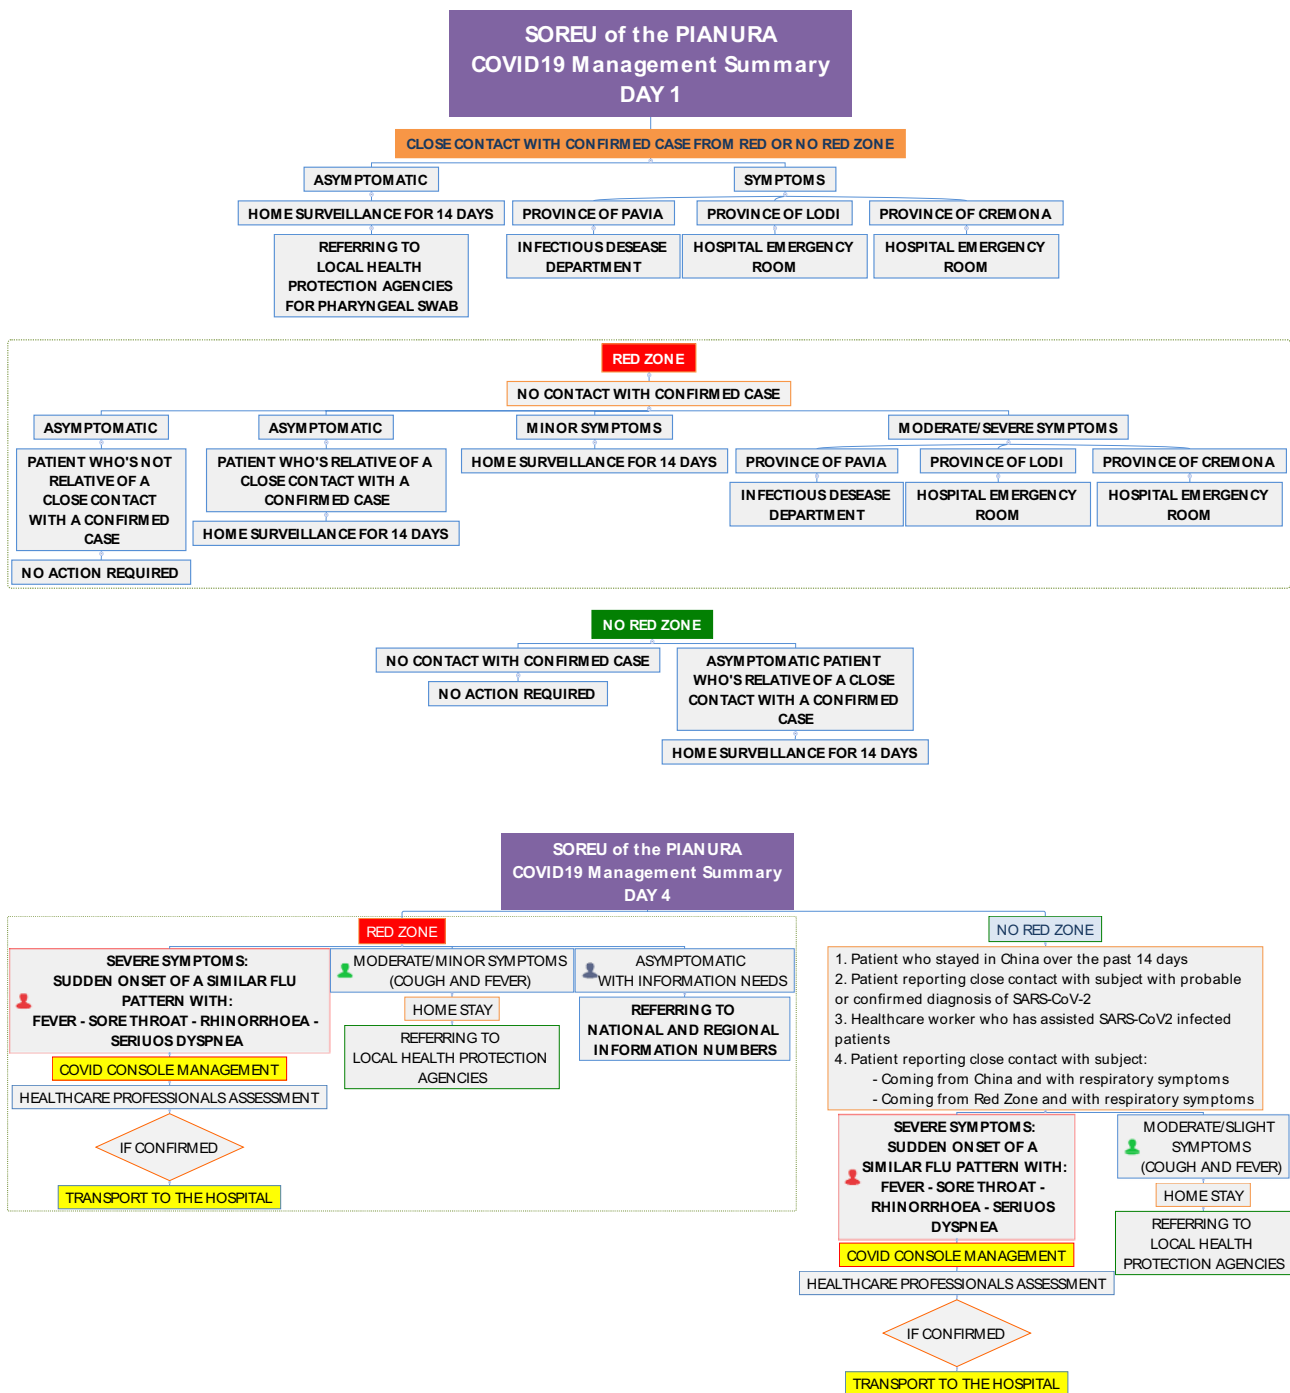 SOREU of the PIANURA
COVID19 Management Summary
DAY 1
CLOSE CONTACT WITH CONFIRMED CASE FROM RED OR NO RED ZONE
ASYMPTOMATIC
SYMPTOMS
HOME SURVEILLANCE FOR 14 DAYS
PROVINCE OF PAVIA
PROVINCE OF LODI
PROVINCE OF CREMONA
REFERRING TO
LOCAL HEALTH
PROTECTION AGENCIES
FOR PHARYNGEAL SWAB
INFECTIOUS DESEASE
DEPARTMENT
HOSPITAL EMERGENCY
ROOM
HOSPITAL EMERGENCY
ROOM
RED ZONE
NO CONTACT WITH CONFIRMED CASE
ASYMPTOMATIC
ASYMPTOMATIC
MINOR SYMPTOMS
MODERATE/SEVERE SYMPTOMS
PATIENT WHO'S NOT
RELATIVE OF A
CLOSE CONTACT
WITH A CONFIRMED
CASE
NO ACTION REQUIRED
PATIENT WHO'S RELATIVE OF A
CLOSE CONTACT WITH A
CONFIRMED CASE
HOME SURVEILLANCE FOR 14 DAYS
HOME SURVEILLANCE FOR 14 DAYS
PROVINCE OF PAVIA
PROVINCE OF LODI
PROVINCE OF CREMONA
INFECTIOUS DESEASE
DEPARTMENT
HOSPITAL EMERGENCY
ROOM
HOSPITAL EMERGENCY
ROOM
NO RED ZONE
NO CONTACT WITH CONFIRMED CASE
NO ACTION REQUIRED
ASYMPTOMATIC PATIENT
WHO'S RELATIVE OF A CLOSE
CONTACT WITH A CONFIRMED
CASE
HOME SURVEILLANCE FOR 14 DAYS
SOREU of the PIANURA
COVID19 Management Summary
DAY 4
RED ZONE
SEVERE SYMPTOMS:
SUDDEN ONSET OF A SIMILAR FLU
PATTERN WITH:
FEVER - SORE THROAT - RHINORRHOEA -
SERIUOS DYSPNEA
COVID CONSOLE MANAGEMENT
HEALTHCARE PROFESSIONALS ASSESSMENT
IF CONFIRMED
TRANSPORT TO THE HOSPITAL
MODERATE/MINOR SYMPTOMS
(COUGH AND FEVER)
HOME STAY
REFERRING TO
LOCAL HEALTH PROTECTION
AGENCIES
ASYMPTOMATIC
WITH INFORMATION NEEDS
REFERRING TO
NATIONAL AND REGIONAL
INFORMATION NUMBERS
NO RED ZONE
1. Patient who stayed in China over the past 14 days
2. Patient reporting close contact with subject with probable
or confirmed diagnosis of SARS-CoV-2
3. Healthcare worker who has assisted SARS-CoV2 infected
patients
4. Patient reporting close contact with subject:
- Coming from China and with respiratory symptoms
- Coming from Red Zone and with respiratory symptoms
SEVERE SYMPTOMS:
SUDDEN ONSET OF A
SIMILAR FLU PATTERN WITH:
FEVER - SORE THROAT -
RHINORRHOEA - SERIUOS
DYSPNEA
COVID CONSOLE MANAGEMENT
HEALTHCARE PROFESSIONALS ASSESSMENT
IF CONFIRMED
TRANSPORT TO THE HOSPITAL
MODERATE/SLIGHT
SYMPTOMS
(COUGH AND FEVER)
HOME STAY
REFERRING TO
LOCAL HEALTH
PROTECTION AGENCIES